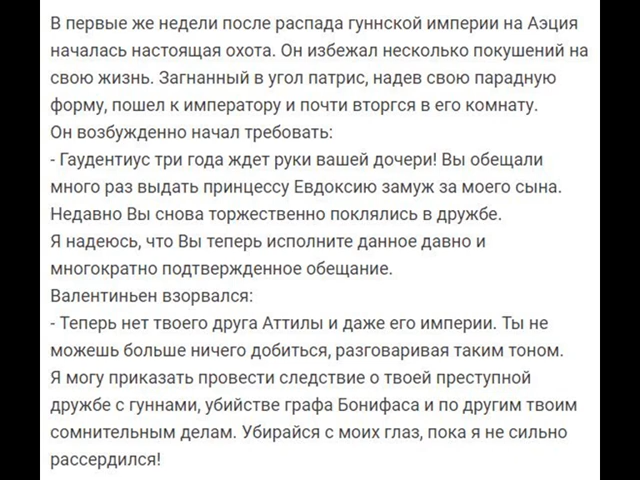 В первые же недели после распада гуннской империи на Аэция
началась настоящая охота. Он избежал несколько покушений на
свою жизнь. Загнанный в угол патрис, надев свою парадную
форму, пошел к императору и почти вторгся в его комнату.
Он возбужденно начал требовать:
- Гаудентиус три года ждет руки вашей дочери! Вы обещали
много раз выдать принцессу Евдоксию замуж за моего сына.
Недавно Вы снова торжественно поклялись в дружбе.
Я надеюсь, что Вы теперь исполните данное давно и
многократно подтвержденное обещание.
Валентиньен взорвался:
- Теперь нет твоего друга Аттилы и даже его империи. Ты не
можешь больше ничего добиться, разговаривая таким тоном.
Я могу приказать провести следствие о твоей преступной
дружбе с гуннами, убийстве графа Бонифаса и по другим твоим
сомнительным делам. Убирайся с моих глаз, пока я не сильно
рассердился!